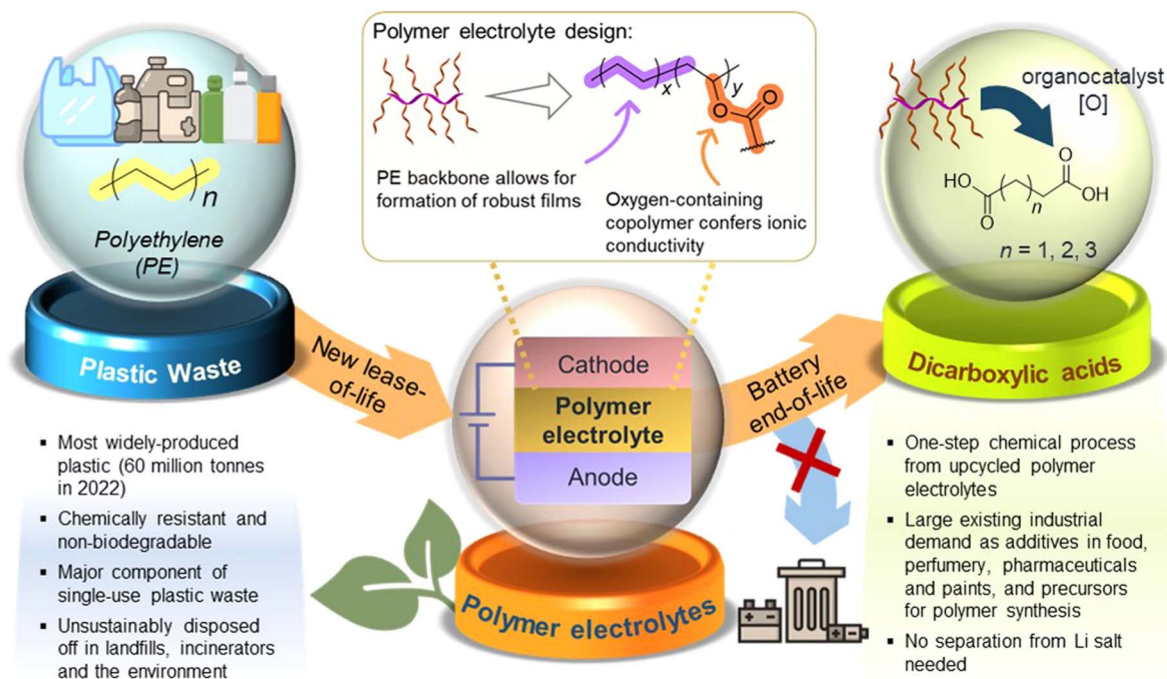 Polyethylene
(PE)
n
Plastic Waste
▪ Most widely-produced
plastic (60 million tonnes
in 2022)
▪ Chemically resistant and
non-biodegradable
▪ Major component of
single-use plastic waste
▪ Unsustainably disposed
off in landfills, incinerators
and the environment
New lease-
of-life
Polymer electrolyte design:
x
y
O
O
PE backbone allows for
formation of robust films
Oxygen-containing
copolymer confers ionic
conductivity
Cathode
Polymer
electrolyte
Anode
Polymer electrolytes
Battery
end-of-life
organocatalyst
[O]
HO
O
n
O
OH
n = 1, 2, 3
Dicarboxylic acids
▪ One-step chemical process
from upcycled polymer
electrolytes
▪ Large existing industrial
demand as additives in food,
perfumery, pharmaceuticals
and paints, and precursors
for polymer synthesis
▪ No separation from Li salt
needed